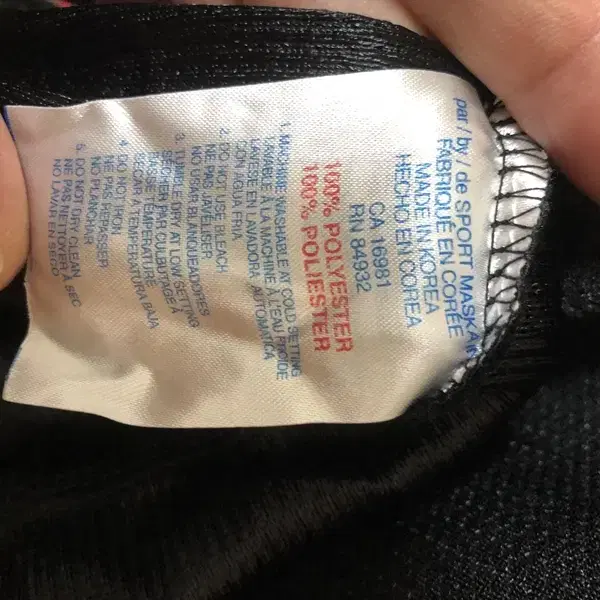 par / by / de SPORT MASKA IN
FABRIQUÉ EN CORÉE
MADE IN KOREA
HECHO EN COREA
CA 16981
RN 84932
100% POLYESTER
100% POLIESTER
1. MACHINE WASHABLE AT COLD SETTING
LAVABLE À LA MACHINE À L'EAU FROIDE
LAVESE EN LAVADORA AUTOMATICA
CON AGUA FRIA
2. DO NOT USE BLEACH
NE PAS JAVELISER
NO USAR BLANQUEADORES
3. TUMBLE DRY AT LOW SETTING
SÉCHER PAR CULBUTAGE À
BASSE TEMPÉRATURE
SECAR A TEMPERATURA BAJA
4. DO NOT IRON
NE PAS REPASSER
NO PLANCHAR
5. DO NOT DRY CLEAN
NE PAS NETTOYER À SEC
NO LAVAR EN SECO